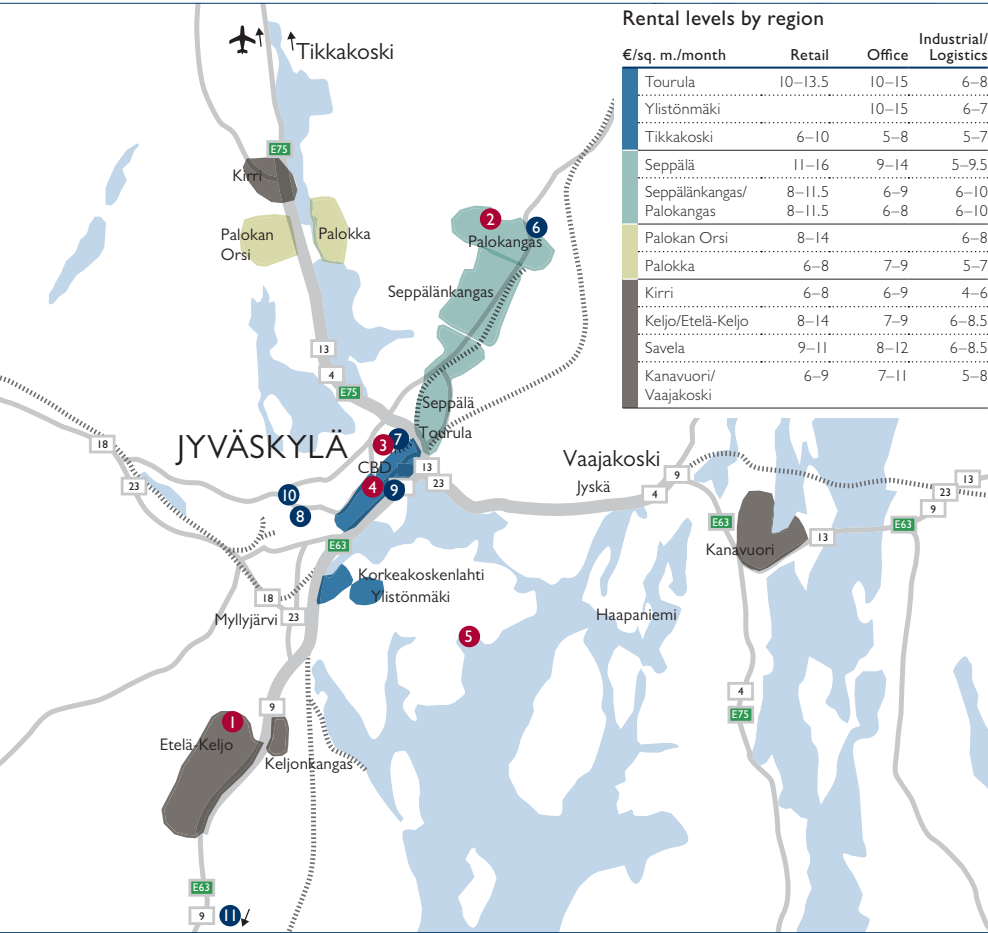 Rental levels by region
€/sq. m./month Retail Office Industrial/
Logistics
Tourula 10–13.5 10–15 6–8
Ylistönmäki 10–15 6–7
Tikkakoski 6–10 5–8 5–7
Seppälä 11–16 9–14 5–9.5
Seppälänkangas/ 8–11.5 6–9 6–10
Palokangas 8–11.5 6–8 6–10
Palokan Orsi 8–14 6–8
Palokka 6–8 7–9 5–7
Kirri 6–8 6–9 4–6
Keljo/Etelä-Keljo 8–14 7–9 6–8.5
Savela 9–11 8–12 6–8.5
Kanavuori/ 6–9 7–11 5–8
Vaajakoski
Tikkakoski
E75
Kirri
Palokan
Orsi
Palokka
2
6
Palokangas
Seppälänkangas
13
4
E75
Seppälä
Tourula
JYVÄSKYLÄ
3
7
CBD
4
9
13
23
18
23
10
8
Vaajakoski
Jyskä
9
4
E63
Kanavuori
13
E63
9
23
13
E63
Korkeakoskenlahti
Ylistönmäki
18
23
Myllyjärvi
5
Haapaniemi
4
E75
9
1
Etelä-Keljo
Keljonkangas
E63
9
11